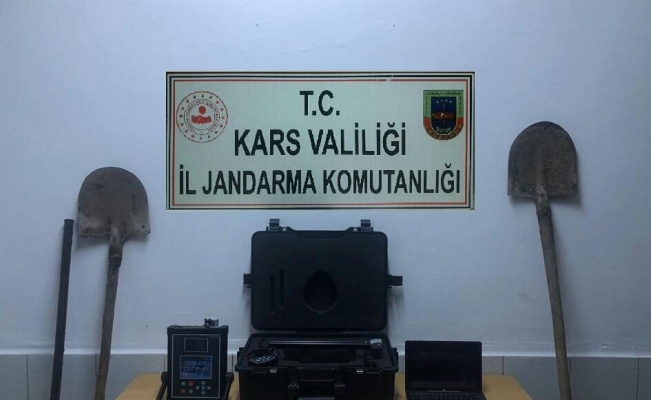 T.C.
KARS VALİLİĞİ
İL JANDARMA KOMUTANLIĞI